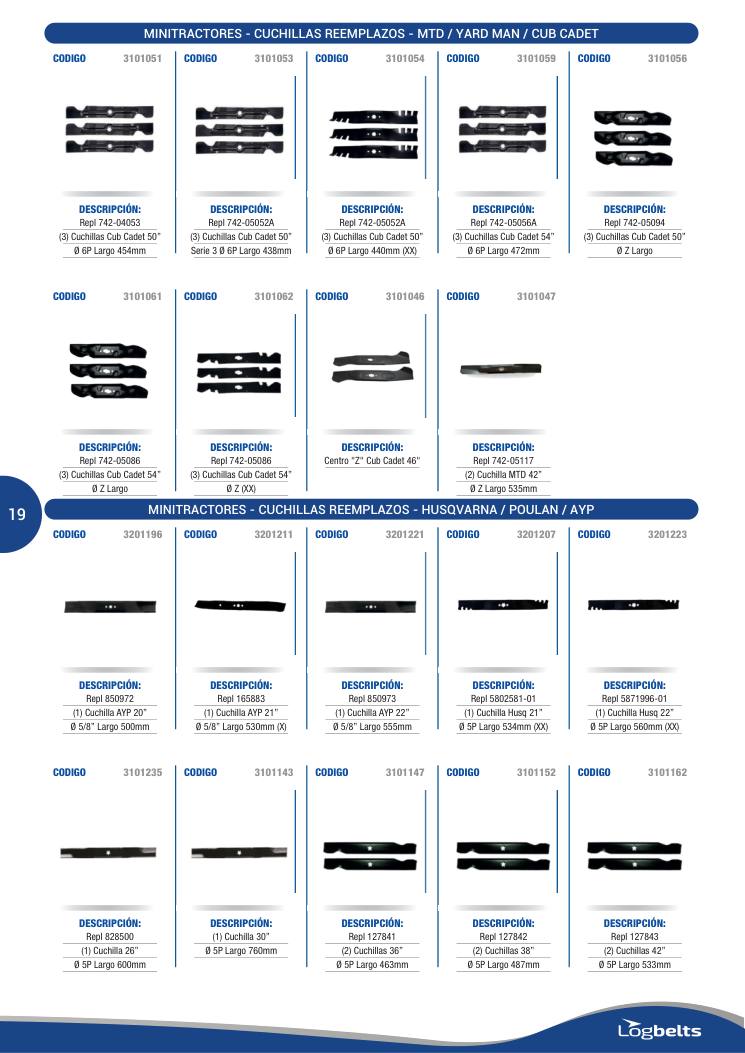 MINITRACTORES - CUCHILLAS REEMPLAZOS - MTD / YARD MAN / CUB CADET
CODIGO 3101051
DESCRIPCIÓN:
Repl 742-04053
(3) Cuchillas Cub Cadet 50”
Ø 6P Largo 454mm
CODIGO 3101053
DESCRIPCIÓN:
Repl 742-05052A
(3) Cuchillas Cub Cadet 50”
Serie 3 Ø 6P Largo 438mm
CODIGO 3101054
DESCRIPCIÓN:
Repl 742-05052A
(3) Cuchillas Cub Cadet 50”
Ø 6P Largo 440mm (XX)
CODIGO 3101059
DESCRIPCIÓN:
Repl 742-05056A
(3) Cuchillas Cub Cadet 54”
Ø 6P Largo 472mm
CODIGO 3101056
DESCRIPCIÓN:
Repl 742-05094
(3) Cuchillas Cub Cadet 50”
Ø Z Largo
CODIGO 3101061
DESCRIPCIÓN:
Repl 742-05086
(3) Cuchillas Cub Cadet 54”
Ø Z Largo
CODIGO 3101062
DESCRIPCIÓN:
Repl 742-05086
(3) Cuchillas Cub Cadet 54”
Ø Z (XX)
CODIGO 3101046
DESCRIPCIÓN:
Centro "Z" Cub Cadet 46”
CODIGO 3101047
DESCRIPCIÓN:
Repl 742-05117
(2) Cuchilla MTD 42”
Ø Z Largo 535mm
19
MINITRACTORES - CUCHILLAS REEMPLAZOS - HUSQVARNA / POULAN / AYP
CODIGO 3201196
DESCRIPCIÓN:
Repl 850972
(1) Cuchilla AYP 20”
Ø 5/8” Largo 500mm
CODIGO 3201211
DESCRIPCIÓN:
Repl 165883
(1) Cuchilla AYP 21”
Ø 5/8” Largo 530mm (X)
CODIGO 3201221
DESCRIPCIÓN:
Repl 850973
(1) Cuchilla AYP 22”
Ø 5/8” Largo 555mm
CODIGO 3201207
DESCRIPCIÓN:
Repl 5802581-01
(1) Cuchilla Husq 21”
Ø 5P Largo 534mm (XX)
CODIGO 3201223
DESCRIPCIÓN:
Repl 5871996-01
(1) Cuchilla Husq 22”
Ø 5P Largo 560mm (XX)
CODIGO 3101235
DESCRIPCIÓN:
Repl 828500
(1) Cuchilla 26”
Ø 5P Largo 600mm
CODIGO 3101143
DESCRIPCIÓN:
(1) Cuchilla 30”
Ø 5P Largo 760mm
CODIGO 3101147
DESCRIPCIÓN:
Repl 127841
(2) Cuchillas 36”
Ø 5P Largo 463mm
CODIGO 3101152
DESCRIPCIÓN:
Repl 127842
(2) Cuchillas 38”
Ø 5P Largo 487mm
CODIGO 3101162
DESCRIPCIÓN:
Repl 127843
(2) Cuchillas 42”
Ø 5P Largo 533mm
Logbelts